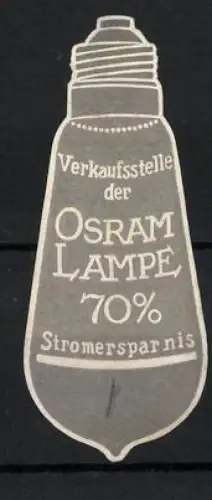 Verkaufsstelle
der
OSRAM
LAMPE
70%
Stromersparnis